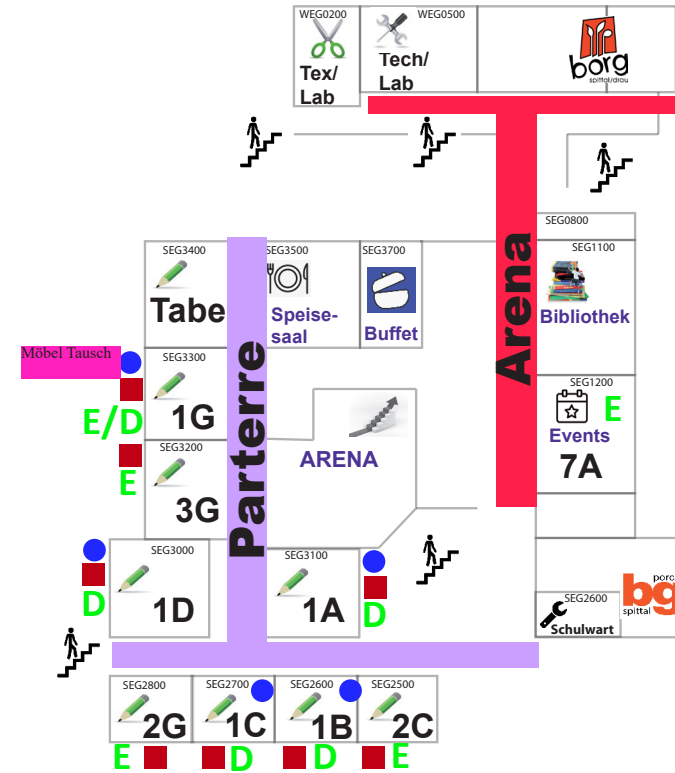 WEG0200
Tex/
Lab
WEG0500
Tech/
Lab
borg
spittal/drau
SEG0800
SEG1100
Bibliothek
SEG1200
E
Events
7A
Arena
SEG3400
Tabe
SEG3500
Speise-
saal
SEG3700
Buffet
Möbel Tausch
SEG3300
1G
E/D
SEG3200
3G
E
Parterre
ARENA
SEG3000
1D
D
SEG3100
1A
D
SEG2600
Schulwart
porc
bg
spittal
SEG2800
2G
E
SEG2700
1C
D
SEG2600
1B
D
SEG2500
2C
E